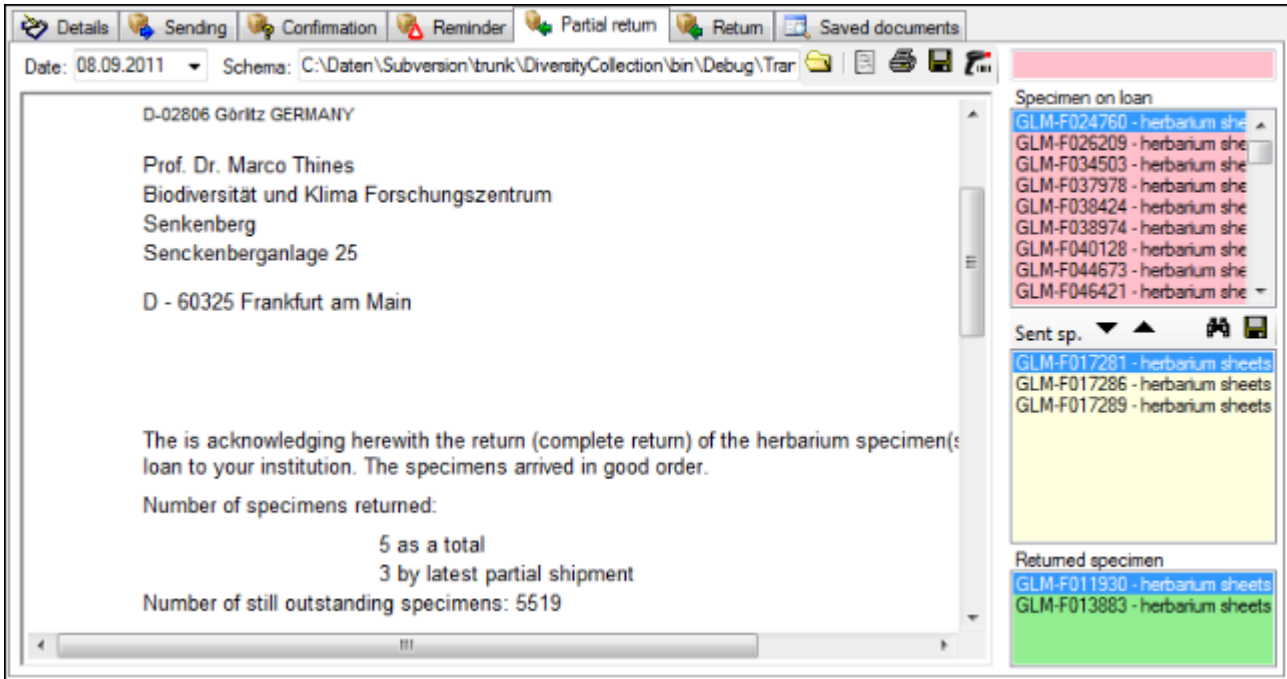 Details Sending Confirmation Reminder Partial return Return Saved documents
Date: 08.09.2011 Schema: C:\Daten\Subversion\trunk\DiversityCollection\bin\Debug\Trar
D-02806 Görlitz GERMANY
Prof. Dr. Marco Thines
Biodiversität und Klima Forschungszentrum
Senkenberg
Senckenberganlage 25
D - 60325 Frankfurt am Main
The is acknowledging herewith the return (complete return) of the herbarium specimen(s
loan to your institution. The specimens arrived in good order.
Number of specimens returned:
5 as a total
3 by latest partial shipment
Number of still outstanding specimens: 5519
Specimen on loan
GLM-F024760 - herbarium she
GLM-F026209 - herbarium she
GLM-F034503 - herbarium she
GLM-F037978 - herbarium she
GLM-F038424 - herbarium she
GLM-F038974 - herbarium she
GLM-F040128 - herbarium she
GLM-F044673 - herbarium she
GLM-F046421 - herbarium she
Sent sp.
GLM-F017281 - herbarium sheets
GLM-F017286 - herbarium sheets
GLM-F017289 - herbarium sheets
Returned specimen
GLM-F011930 - herbarium sheets
GLM-F013883 - herbarium sheets